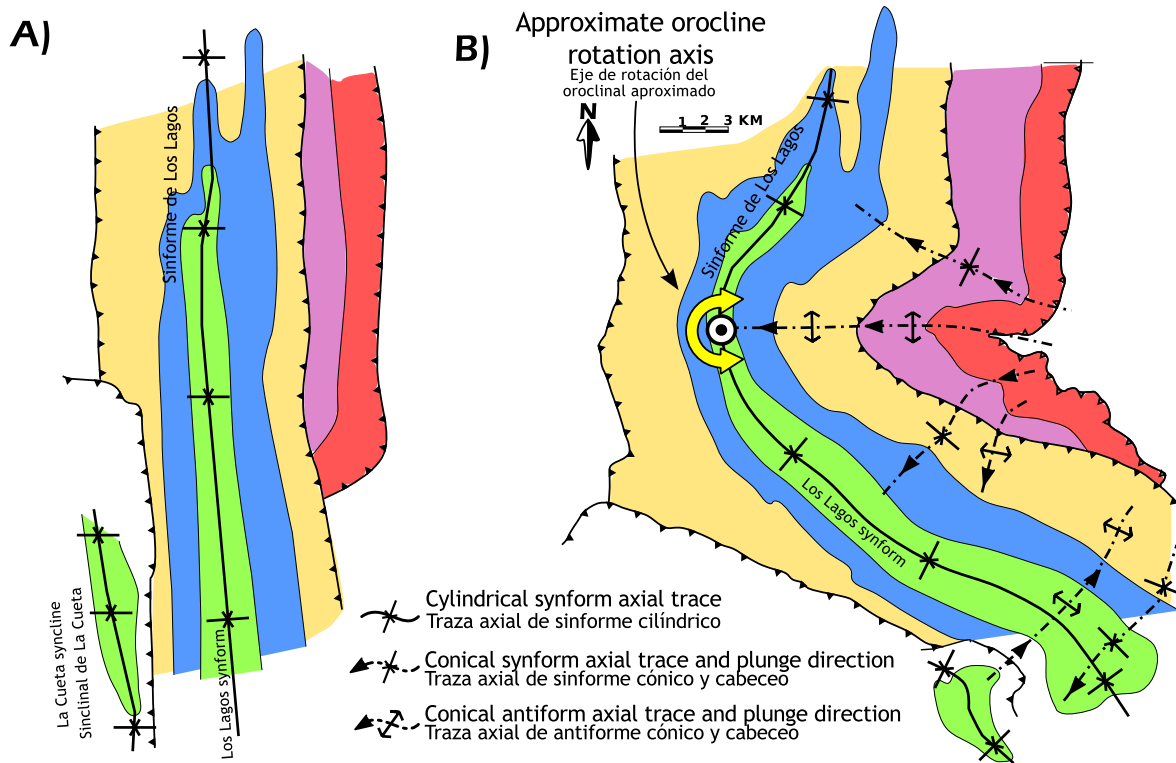 A)
Sinforme de Los Lagos
La Cueta syncline
Sinclinal de La Cueta
Los Lagos synform
B)
Approximate orocline
rotation axis
Eje de rotación del
oroclinal aproximado
N
1 2 3 KM
Sinforme de Los Lagos
Los Lagos synform
Cylindrical synform axial trace
Traza axial de sinforme cilíndrico
Conical synform axial trace and plunge direction
Traza axial de sinforme cónico y cabeceo
Conical antiform axial trace and plunge direction
Traza axial de antiforme cónico y cabeceo